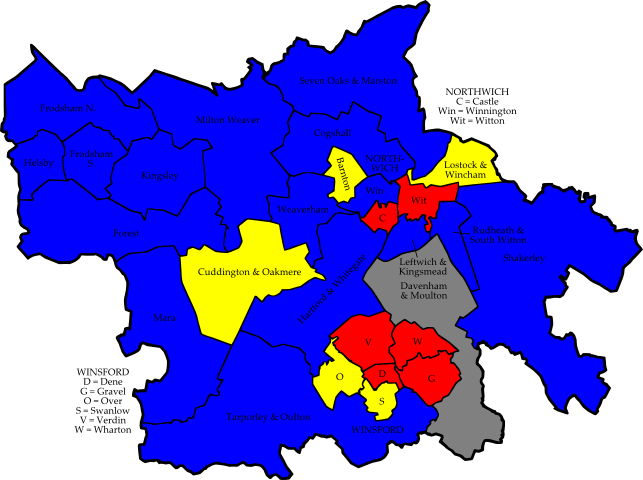 Seven Oaks & Marston
NORTHWICH
C = Castle
Win = Winnington
Wit = Witton
Frodsham N.
Milton Weaver
Cogshall
Helsby
Frodsham
S.
Kingsley
Barnton
NORTH-
WICH
Lostock &
Wincham
Win
Wit
Weaverham
C
Forest
Rudheath &
South Witton
Shakerley
Cuddington & Oakmere
Leftwich &
Kingsmead
Hartford & Whitegate
Davenham
& Moulton
Mara
V
W
WINSFORD
D = Dene
G = Gravel
O = Over
S = Swanlow
V = Verdin
W = Wharton
O
D
G
S
Tarporley & Oulton
WINSFORD